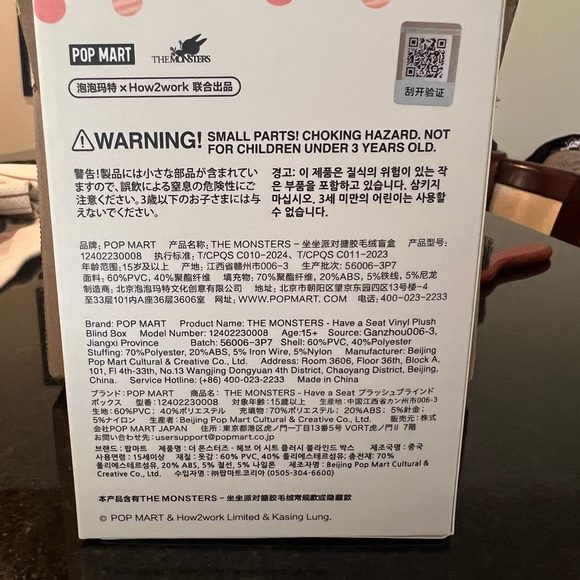 POP MART THE MONSTERS
泡泡玛特 × How2work 联合出品
刮开验证
WARNING! SMALL PARTS! CHOKING HAZARD. NOT
FOR CHILDREN UNDER 3 YEARS OLD.
警告!製品には小さな部品が含まれてい
ますので、誤飲による窒息の危険性にご
注意ください。3歳以下のお子さまには与
えないでください。
경고: 이 제품은 질식의 위험이 있는 작
은 부품을 포함하고 있습니다. 삼키지
마십시오. 3세 미만의 어린이는 사용할
수 없습니다.
品牌: POP MART 产品名称: THE MONSTERS - 坐坐派对搪胶毛绒盲盒 产品型号:
12402230008 执行标准: T/CPQS C010-2024、T/CPQS C011-2023
年龄范围:15岁及以上 产地: 江西省赣州市006-3 生产批次: 56006-3P7
面料: 60%PVC, 40%聚酯纤维 填充物: 70%聚酯纤维, 20%ABS, 5%铁线, 5%尼龙
制造商: 北京泡泡玛特文化创意有限公司 地址: 北京市朝阳区望京东园四区13号楼-4
至33层101内A座36层3606室 网址: WWW.POPMART.COM 电话: 400-023-2233
Brand: POP MART Product Name: THE MONSTERS - Have a Seat Vinyl Plush
Blind Box Model Number: 12402230008 Age:15+ Source: Ganzhou006-3,
Jiangxi Province Batch: 56006-3P7 Shell: 60%PVC, 40%Polyester
Stuffing: 70%Polyester, 20%ABS, 5% Iron Wire, 5%Nylon Manufacturer: Beijing
Pop Mart Cultural & Creative Co., Ltd. Address: Room 3606, Floor 36th, Block A,
101, Fl 4th-33th, No.13 Wangjing Dongyuan 4th District, Chaoyang District, Beijing,
China. Service Hotline: (+86) 400-023-2233 Made in China
ブランド: POP MART 商品名: THE MONSTERS - Have a Seat プラッシュブラインド
ボックス 型番: 12402230008 対象年齢: 15歳以上 生産地: 中国江西省カン州市006-3
生地: 60%PVC, 40%ポリエステル 充填物: 70%ポリエステル; 20%ABS; 5%針金;
5%ナイロン 生産者: Beijing Pop Mart Cultural & Creative Co., Ltd. 販売元: 株式
会社POP MART JAPAN 住所: 東京都港区虎ノ門一丁目13番5号 VORT虎ノ門Ⅱ 7階
お問い合わせ先: usersupport@popmart.co.jp
브랜드: 팝마트 제품명: 더 몬스터즈 - 해브 어 시트 플러시 블라인드 박스 제조국: 중국
사용연령: 15세이상 재질: 겉감: 60% PVC, 40% 폴리에스테르섬유; 충전재: 70%
폴리에스테르섬유, 20% ABS, 5% 철선, 5% 나일론 제조자명: Beijing Pop Mart Cultural &
Creative Co., Ltd. 수입자명: ㈜팝마트코리아 (0505-304-6600)
本产品内含有THE MONSTERS - 坐坐派对搪胶毛绒常规款或隐藏款
© POP MART & How2work Limited & Kasing Lung.